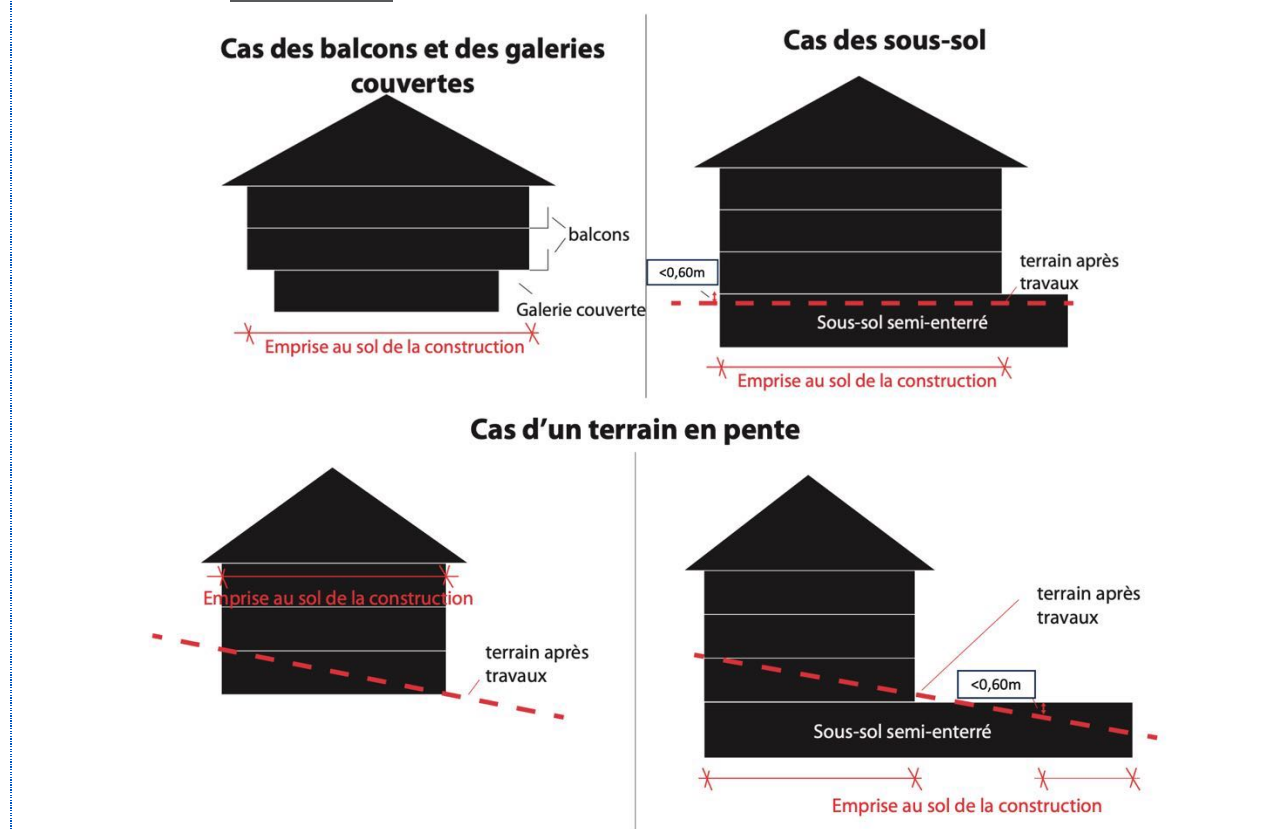 Cas des balcons et des galeries
couvertes
balcons
Galerie couverte
Emprise au sol de la construction
Cas des sous-sol
<0,60m
terrain après
travaux
Sous-sol semi-enterré
Emprise au sol de la construction
Cas d’un terrain en pente
Emprise au sol de la construction
terrain après
travaux
terrain après
travaux
<0,60m
Sous-sol semi-enterré
Emprise au sol de la construction